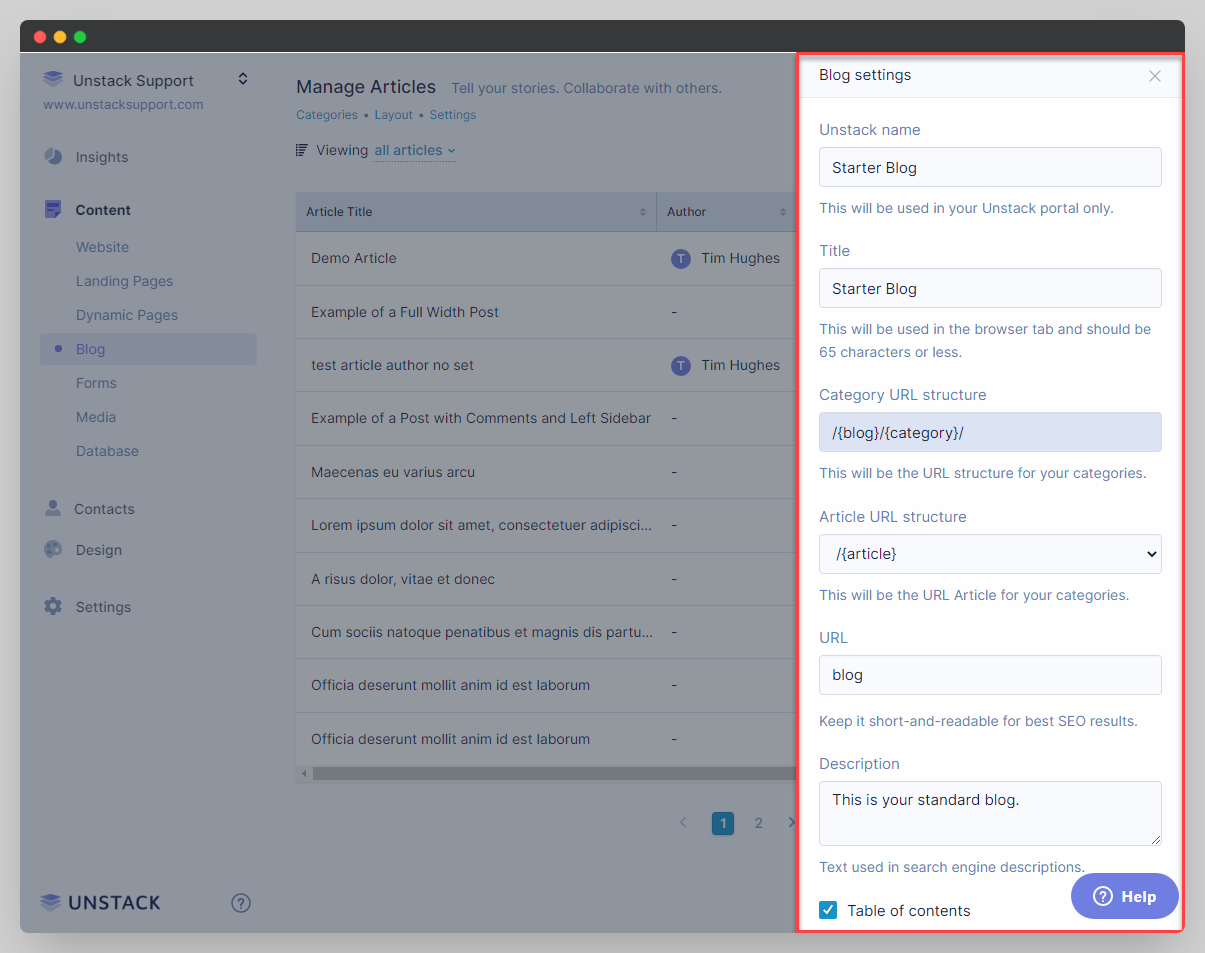 Unstack Support
www.unstacksupport.com
Insights
Content
Website
Landing Pages
Dynamic Pages
Blog
Forms
Media
Database
Contacts
Design
Settings
UNSTACK
?
Manage Articles Tell your stories. Collaborate with others.
Categories • Layout • Settings
Viewing all articles
Article Title Author
Demo Article T Tim Hughes
Example of a Full Width Post -
test article author no set T Tim Hughes
Example of a Post with Comments and Left Sidebar -
Maecenas eu varius arcu -
Lorem ipsum dolor sit amet, consectetuer adipisci... -
A risus dolor, vitae et donec -
Cum sociis natoque penatibus et magnis dis partu... -
Officia deserunt mollit anim id est laborum -
Officia deserunt mollit anim id est laborum -
1 2
Blog settings
Unstack name
Starter Blog
This will be used in your Unstack portal only.
Title
Starter Blog
This will be used in the browser tab and should be
65 characters or less.
Category URL structure
/{blog}/{category}/
This will be the URL structure for your categories.
Article URL structure
/{article}
This will be the URL Article for your categories.
URL
blog
Keep it short-and-readable for best SEO results.
Description
This is your standard blog.
Text used in search engine descriptions.
Table of contents
? Help